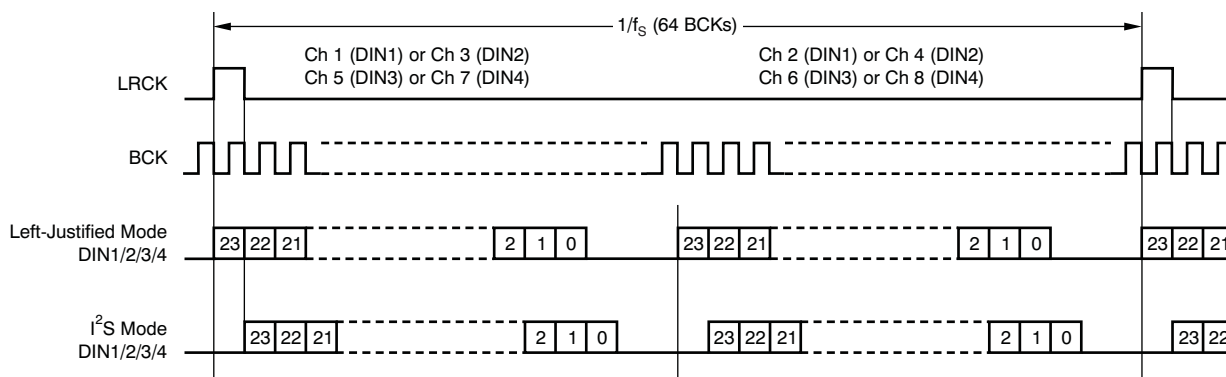 1/fS (64 BCKs)
Ch 1 (DIN1) or Ch 3 (DIN2)
Ch 5 (DIN3) or Ch 7 (DIN4)
Ch 2 (DIN1) or Ch 4 (DIN2)
Ch 6 (DIN3) or Ch 8 (DIN4)
LRCK
BCK
Left-Justified Mode
DIN1/2/3/4
23 22 21 2 1 0 23 22 21 2 1 0 23 22 21
I²S Mode
DIN1/2/3/4
23 22 21 2 1 0 23 22 21 2 1 0 23 22